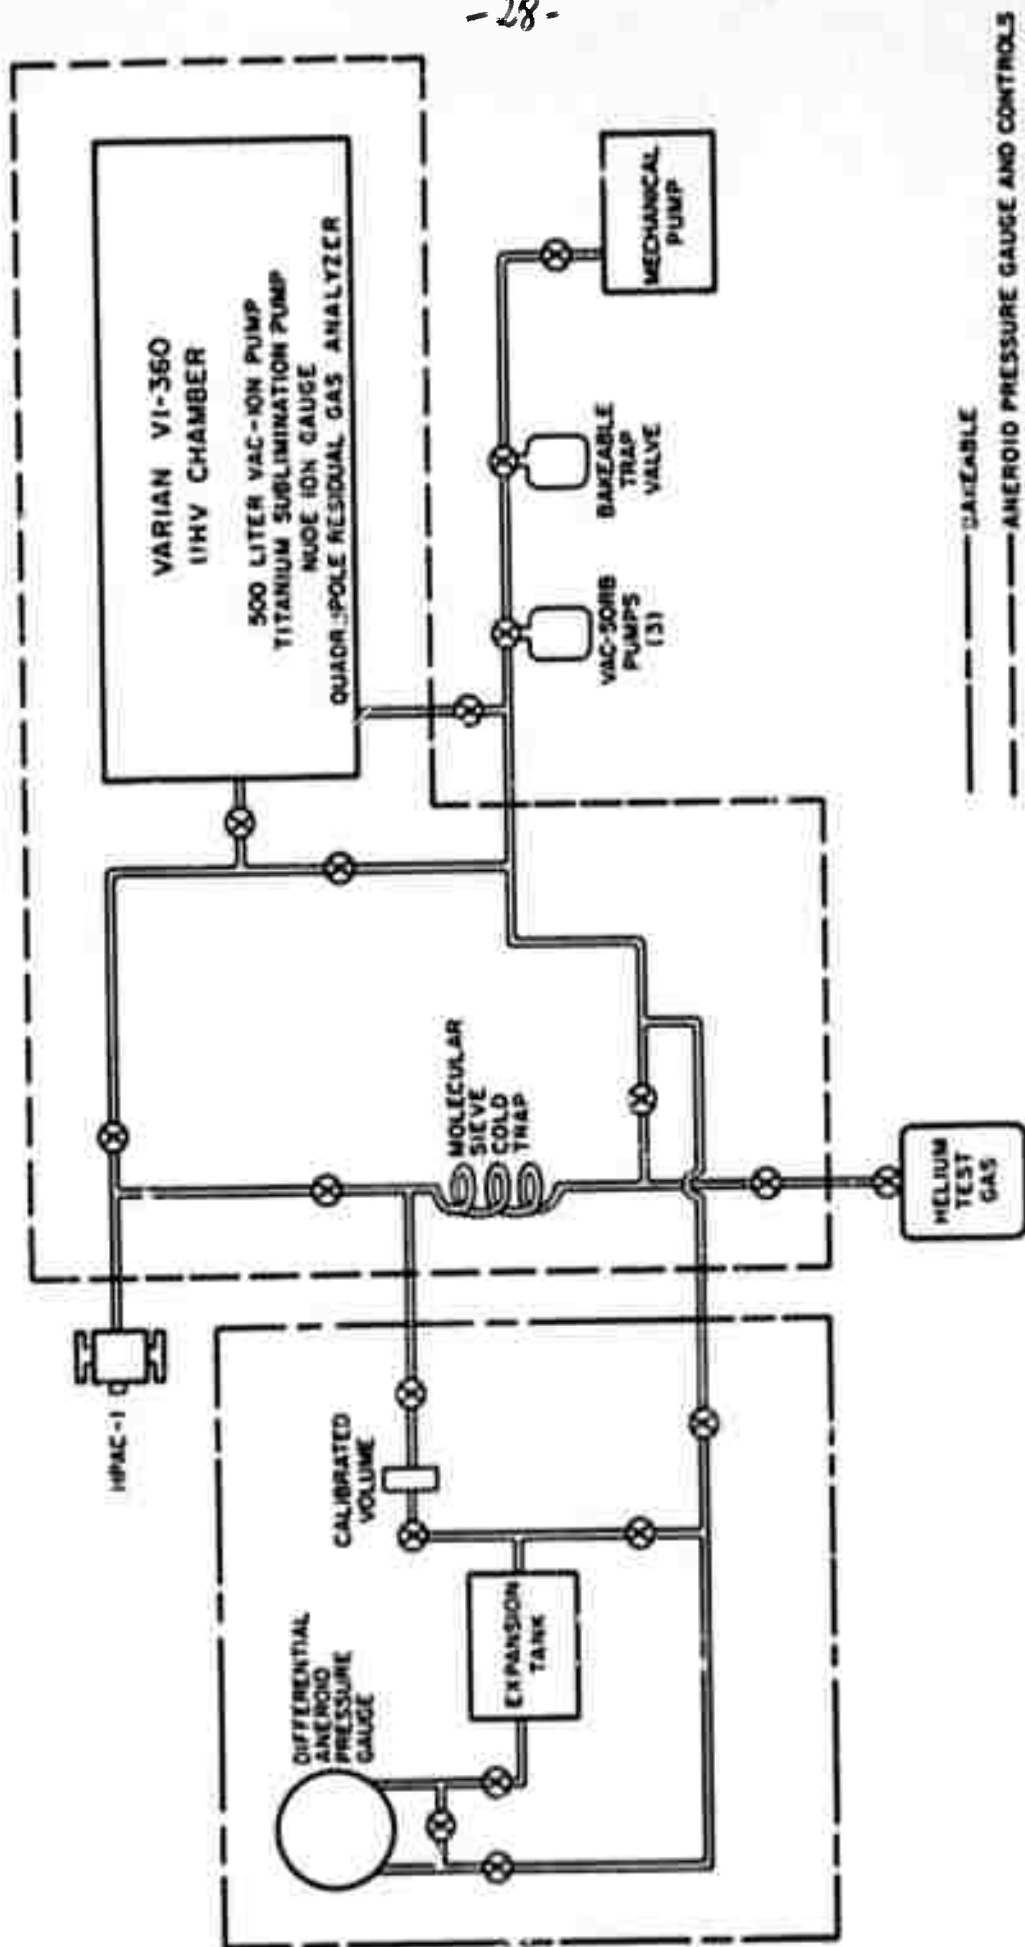 - 28 -
VARIAN VI-360
UHV CHAMBER
500 LITER VAC-ION PUMP
TITANIUM SUBLIMINATION PUMP
NUDE ION GAUGE
QUADRUPOLE RESIDUAL GAS ANALYZER
MECHANICAL
PUMP
BAKEABLE
TRAP
VALVE
VAC-SORB
PUMPS
(3)
MOLECULAR
SIEVE
COLD
TRAP
HELIUM
TEST
GAS
HPAC-1
CALIBRATED
VOLUME
EXPANSION
TANK
DIFFERENTIAL
ANEROID
PRESSURE
GAUGE
BAKEABLE
ANEROID PRESSURE GAUGE AND CONTROLS